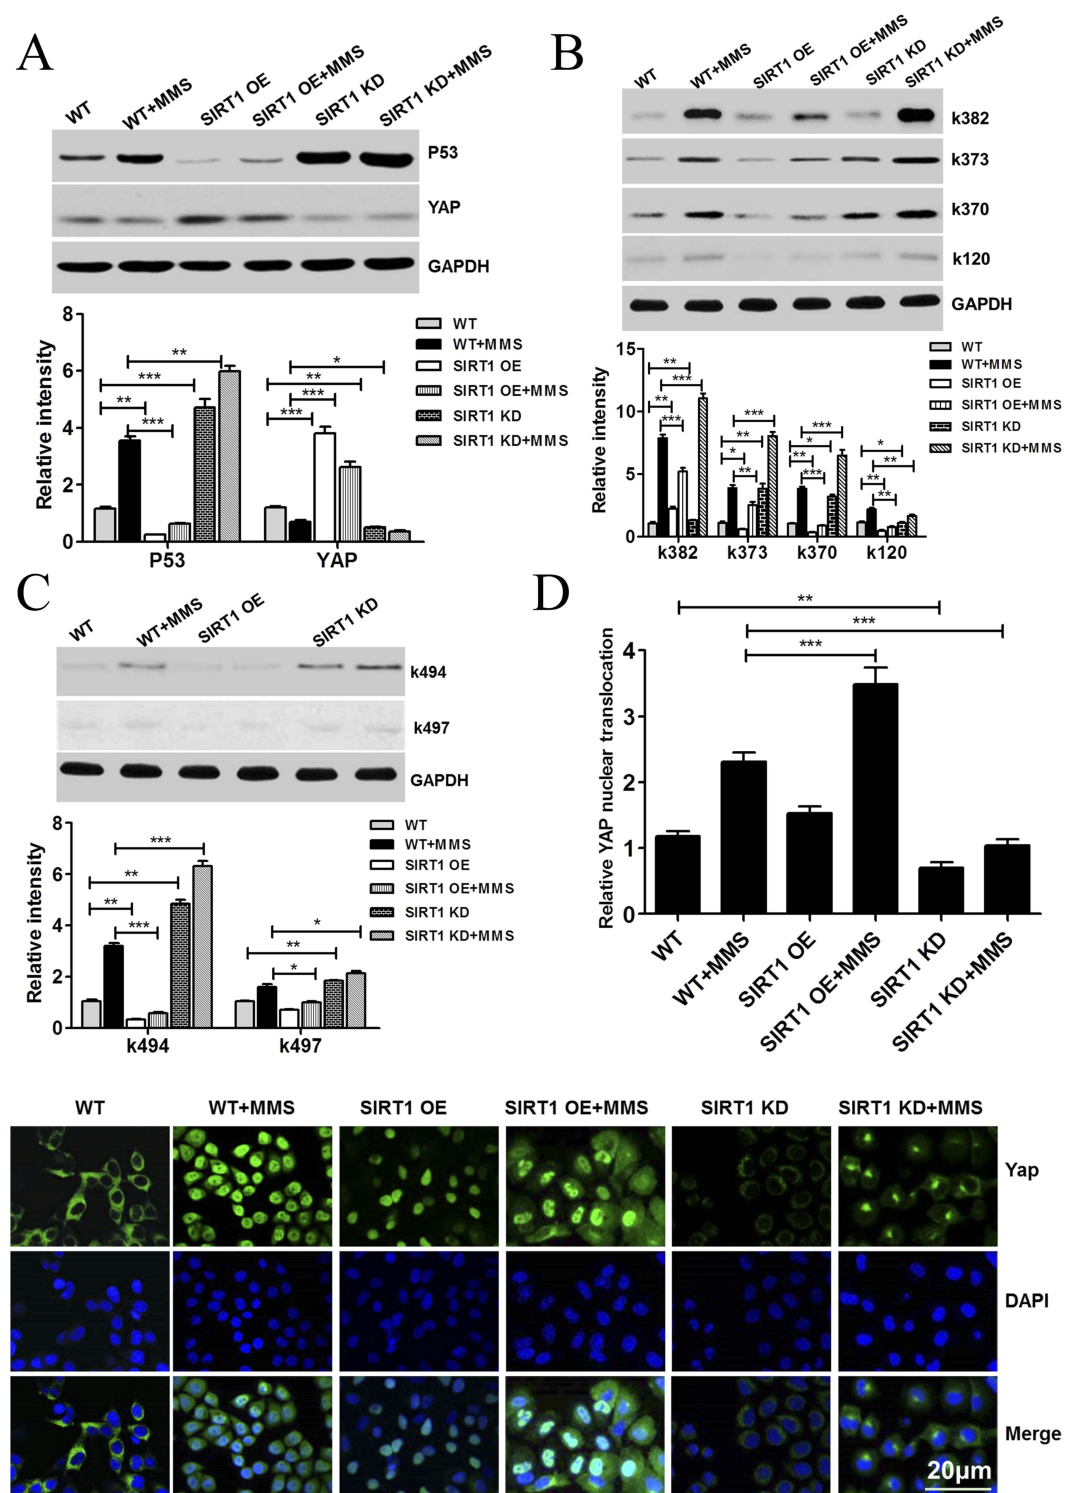 A
WT
WT+MMS
SIRT1 OE
SIRT1 OE+MMS
SIRT1 KD
SIRT1 KD+MMS
P53
YAP
GAPDH
Relative intensity
8
6
4
2
0
**
***
**
***
*
**
***
***
P53
YAP
WT
WT+MMS
SIRT1 OE
SIRT1 OE+MMS
SIRT1 KD
SIRT1 KD+MMS
B
WT
WT+MMS
SIRT1 OE
SIRT1 OE+MMS
SIRT1 KD
SIRT1 KD+MMS
k382
k373
k370
k120
GAPDH
Relative intensity
15
10
5
0
**
***
**
***
***
**
*
**
***
*
**
***
*
**
**
**
k382
k373
k370
k120
WT
WT+MMS
SIRT1 OE
SIRT1 OE+MMS
SIRT1 KD
SIRT1 KD+MMS
C
WT
WT+MMS
SIRT1 OE
SIRT1 KD
k494
k497
GAPDH
Relative intensity
8
6
4
2
0
***
**
**
***
*
**
*
k494
k497
WT
WT+MMS
SIRT1 OE
SIRT1 OE+MMS
SIRT1 KD
SIRT1 KD+MMS
D
Relative YAP nuclear translocation
4
3
2
1
0
**
***
***
WT
WT+MMS
SIRT1 OE
SIRT1 OE+MMS
SIRT1 KD
SIRT1 KD+MMS
WT
WT+MMS
SIRT1 OE
SIRT1 OE+MMS
SIRT1 KD
SIRT1 KD+MMS
Yap
DAPI
Merge
20μm